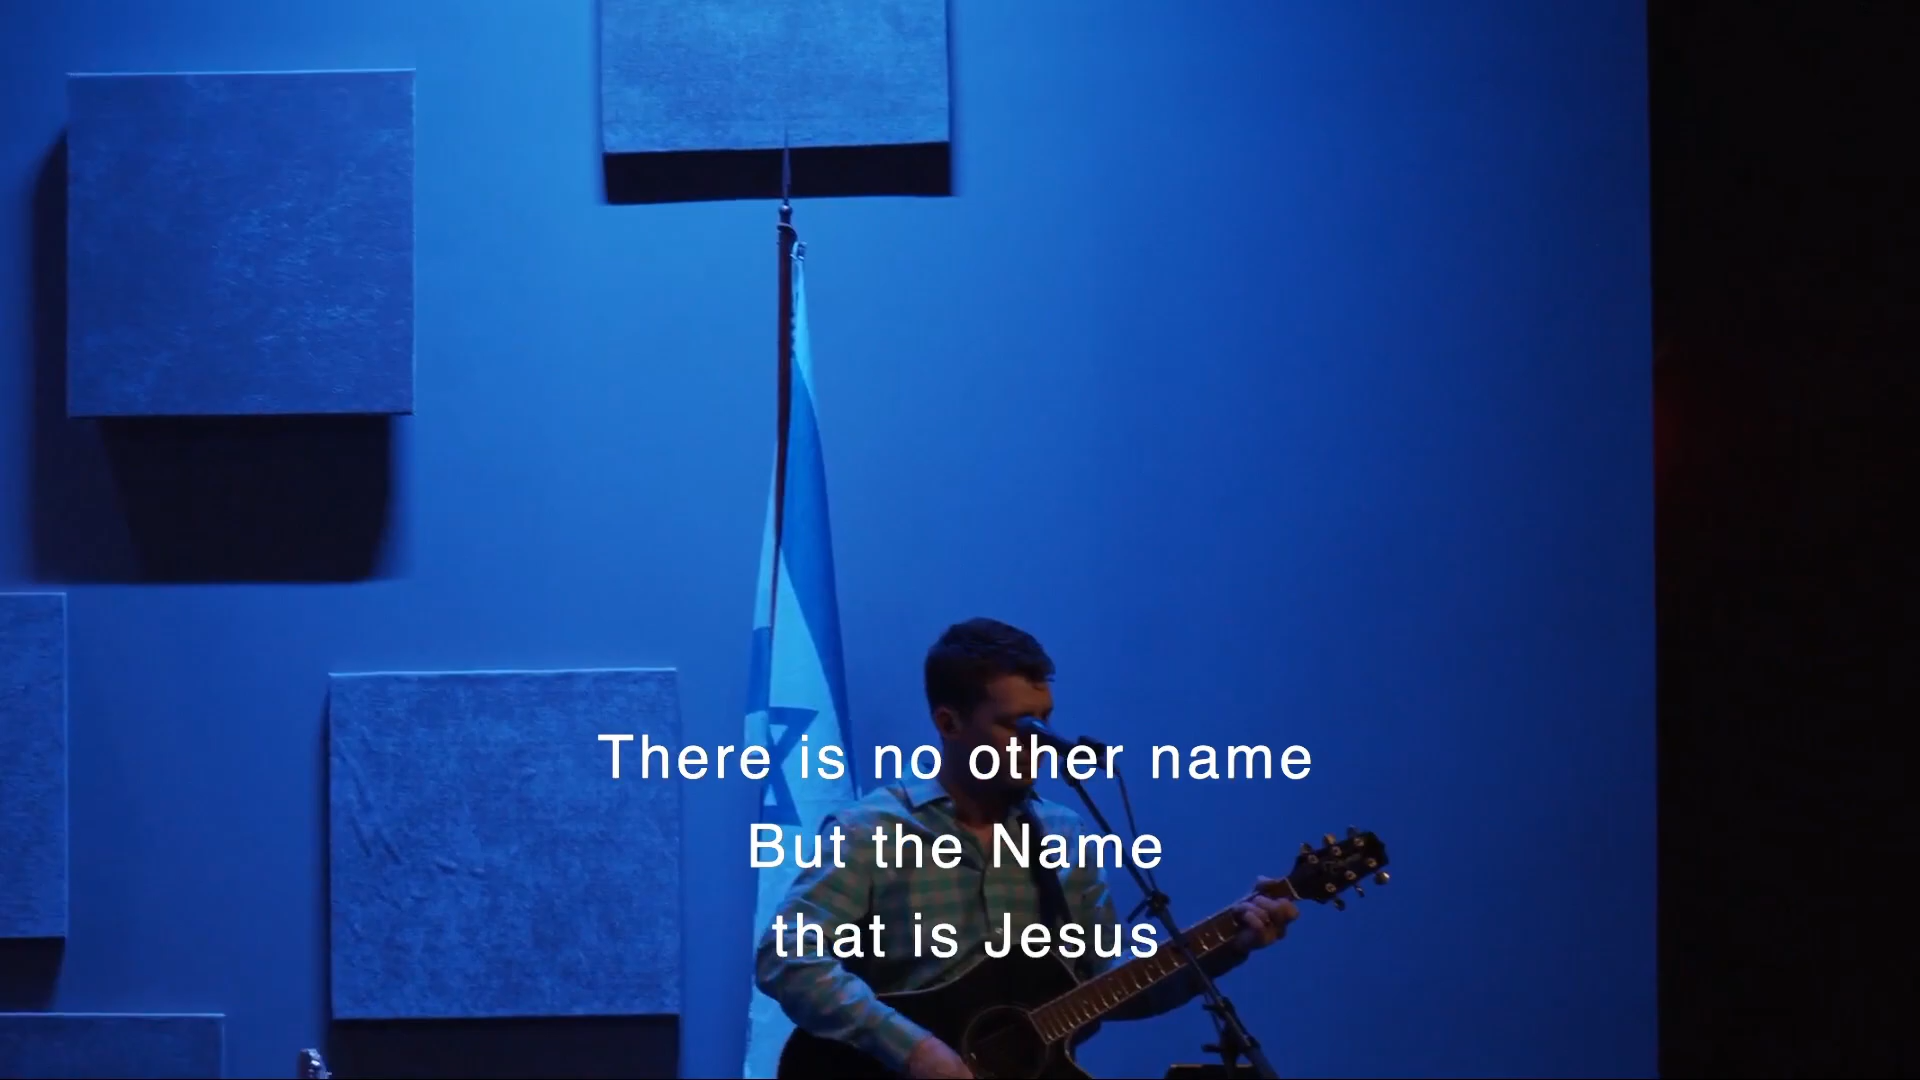 There is no other name
But the Name
that is Jesus